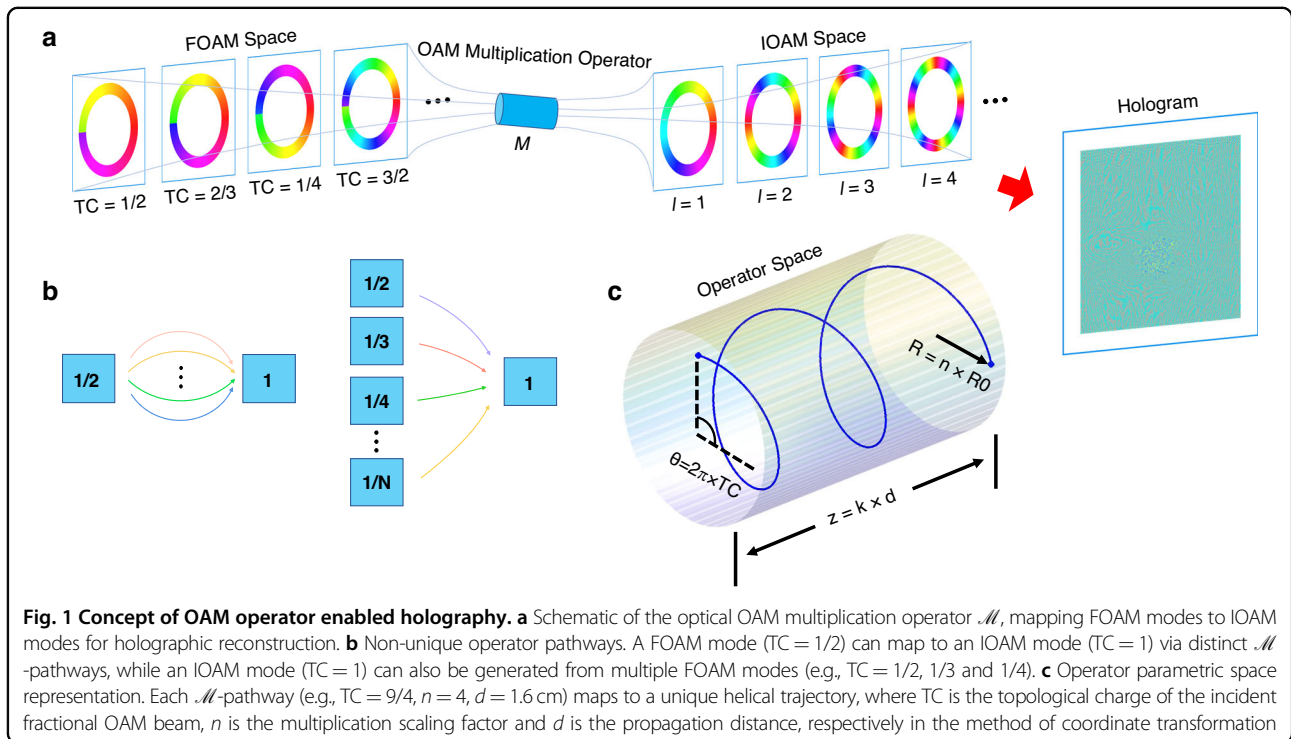 a
FOAM Space
OAM Multiplication Operator
IOAM Space
Hologram
M
TC = 1/2
TC = 2/3
TC = 1/4
TC = 3/2
l = 1
l = 2
l = 3
l = 4
b
1/2
1
1/2
1/3
1/4
1/N
1
c
Operator Space
R = n × R0
θ=2π×TC
z = k × d
Fig. 1 Concept of OAM operator enabled holography. a Schematic of the optical OAM multiplication operator ℳ, mapping FOAM modes to IOAM
modes for holographic reconstruction. b Non-unique operator pathways. A FOAM mode (TC = 1/2) can map to an IOAM mode (TC = 1) via distinct ℳ
-pathways, while an IOAM mode (TC = 1) can also be generated from multiple FOAM modes (e.g., TC = 1/2, 1/3 and 1/4). c Operator parametric space
representation. Each ℳ-pathway (e.g., TC = 9/4, n = 4, d = 1.6 cm) maps to a unique helical trajectory, where TC is the topological charge of the incident
fractional OAM beam, n is the multiplication scaling factor and d is the propagation distance, respectively in the method of coordinate transformation